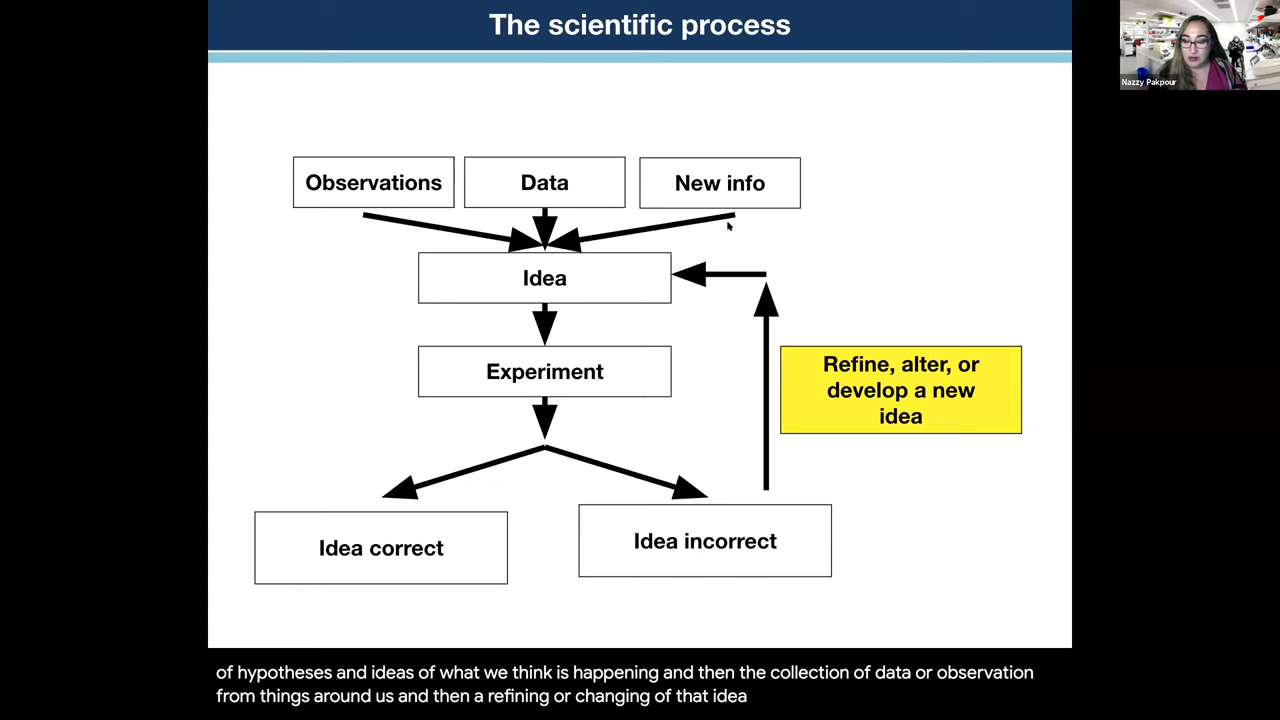 The scientific process
Nazzy Pakpour
Observations
Data
New info
Idea
Experiment
Refine, alter, or
develop a new
idea
Idea correct
Idea incorrect
of hypotheses and ideas of what we think is happening and then the collection of data or observation
from things around us and then a refining or changing of that idea